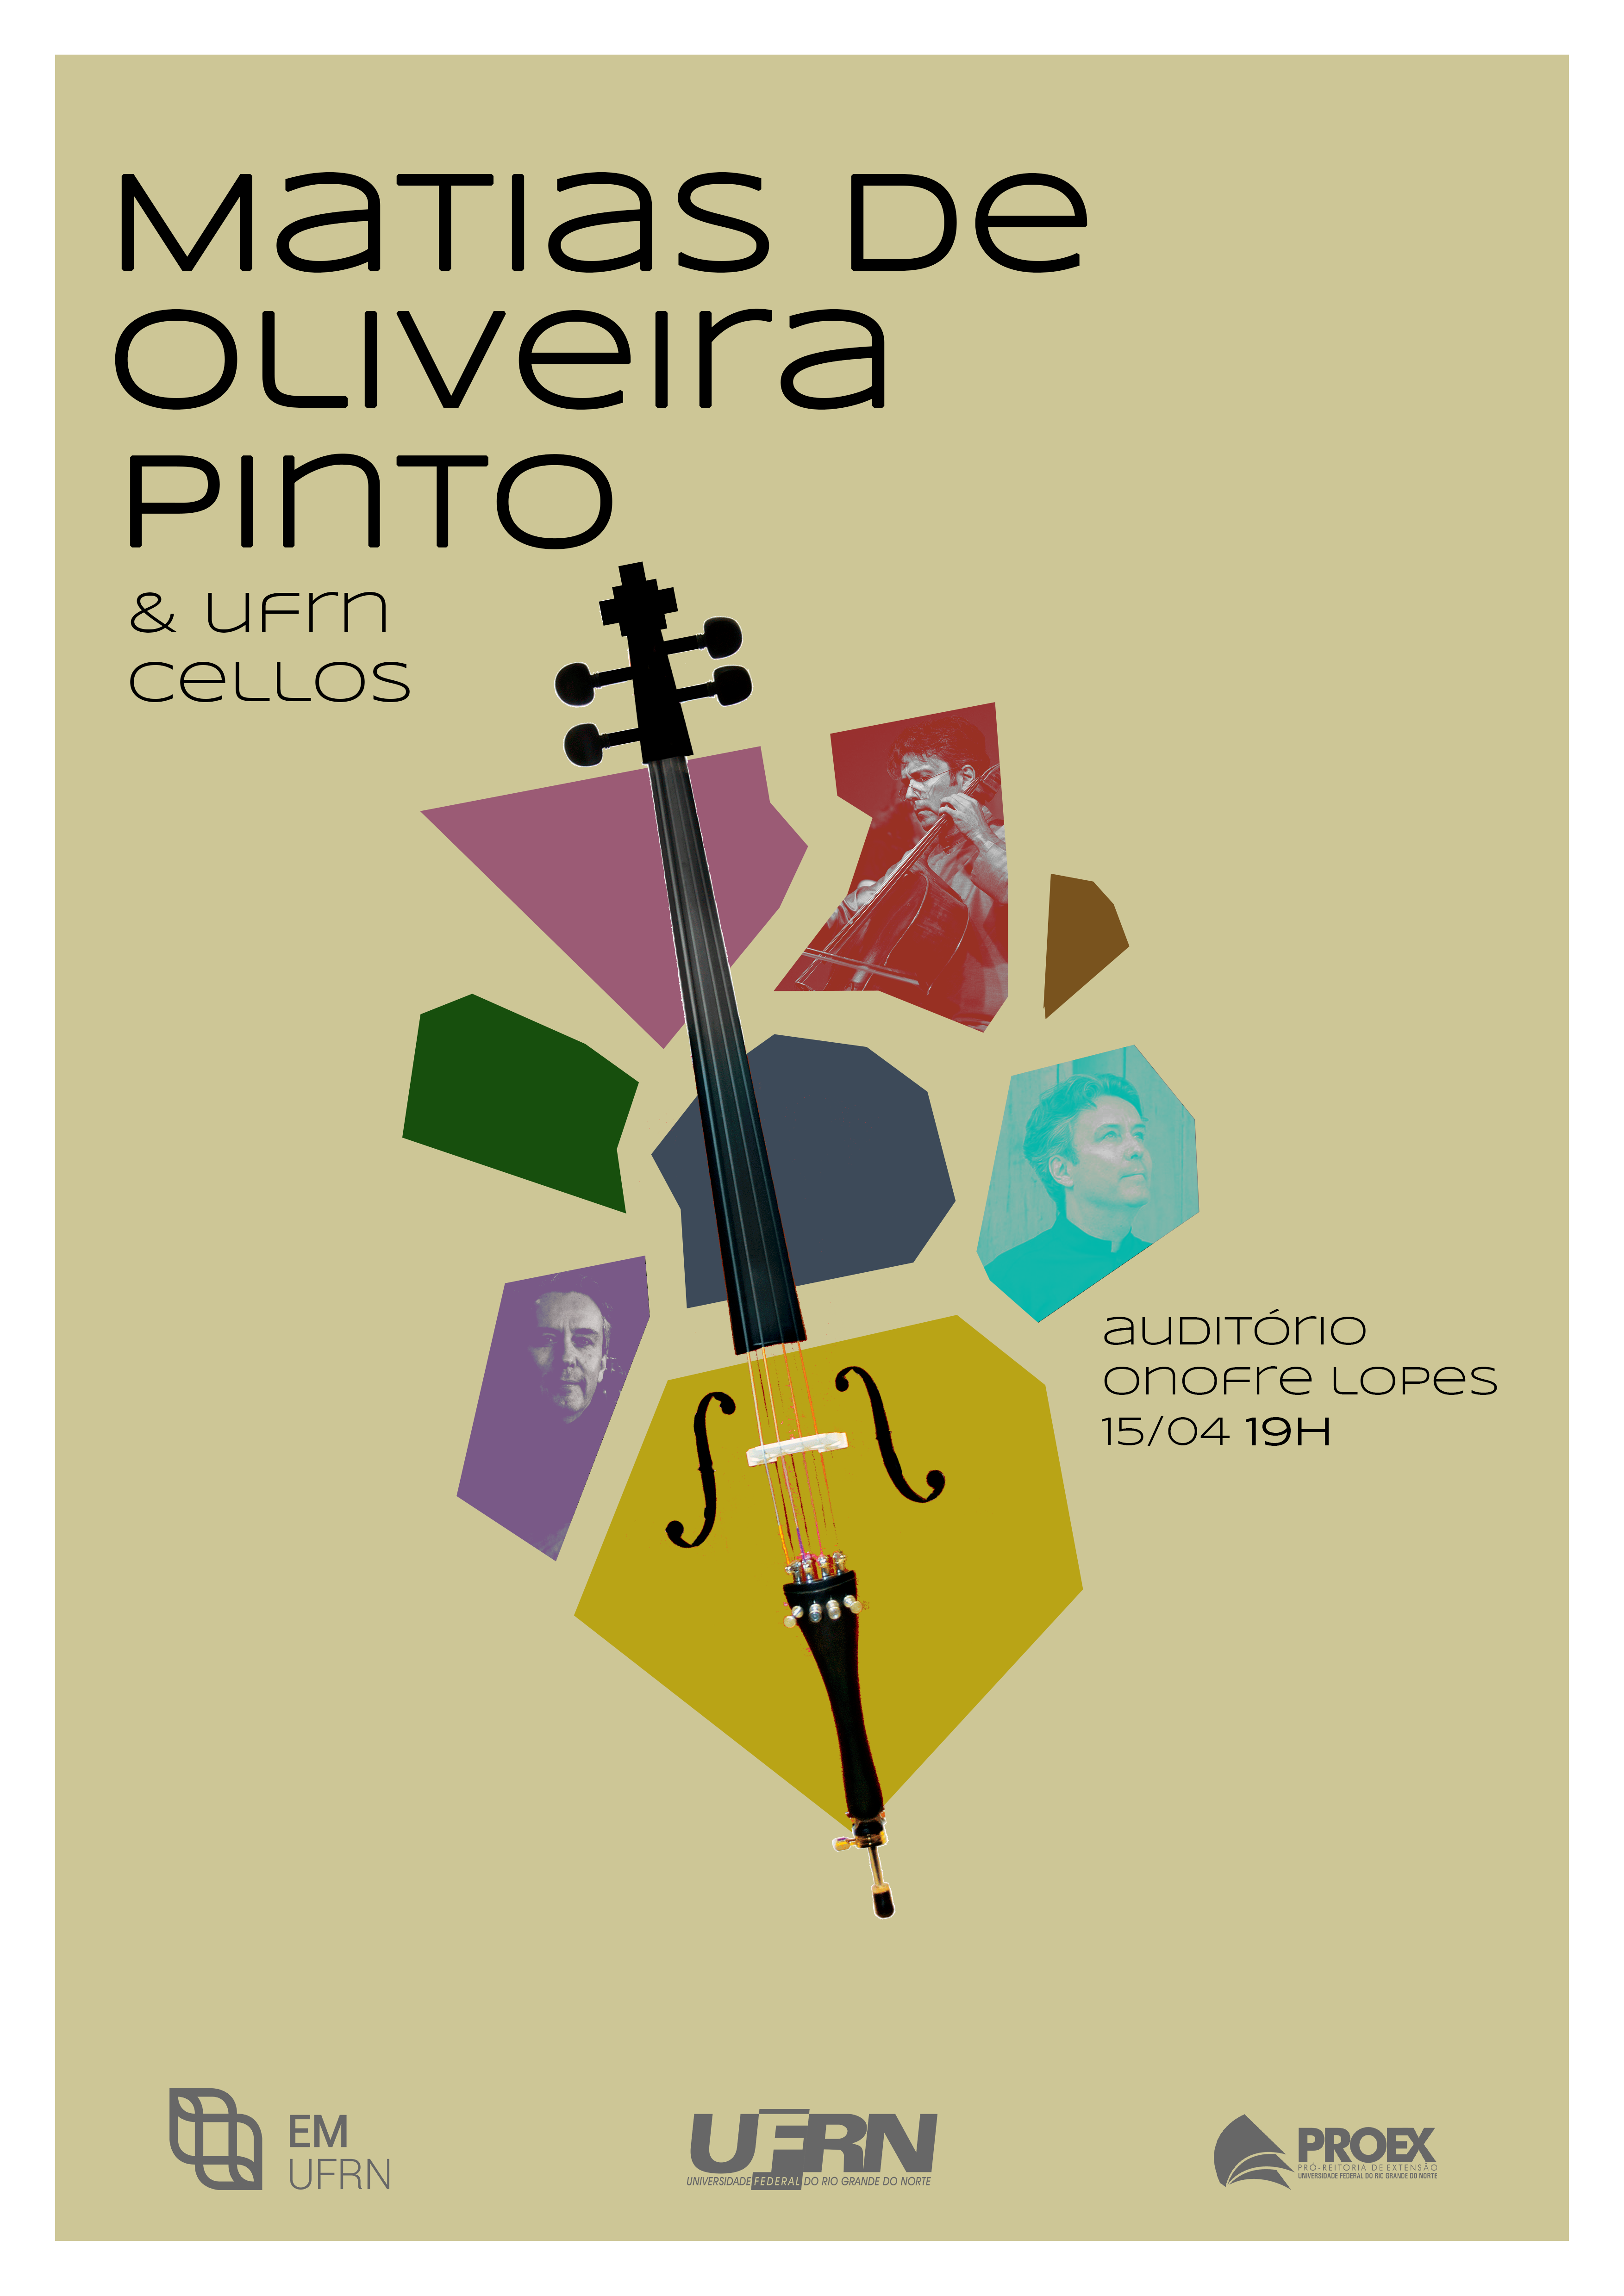 Matias de
Oliveira
Pinto
& UFRN
Cellos
Auditório
Onofre Lopes
15/04 19H
EM
UFRN
UFRN
UNIVERSIDADE FEDERAL DO RIO GRANDE DO NORTE
PROEX
PRÓ-REITORIA DE EXTENSÃO
UNIVERSIDADE FEDERAL DO RIO GRANDE DO NORTE